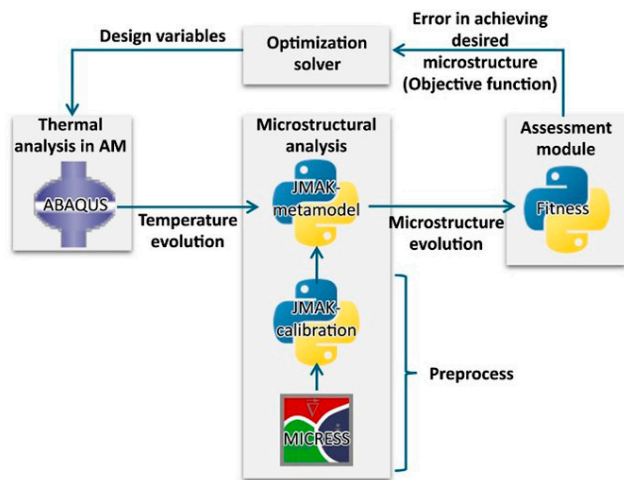 Design variables
Optimization
solver
Error in achieving
desired
microstructure
(Objective function)
Thermal
analysis in AM
ABAQUS
Temperature
evolution
Microstructural
analysis
JMAK-
metamodel
Microstructure
evolution
Assessment
module
Fitness
JMAK-
calibration
Preprocess
MICRESS